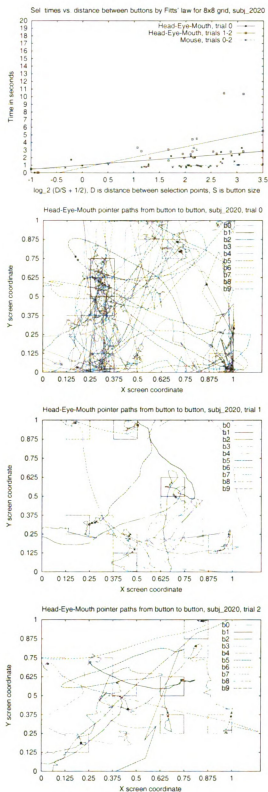 Sel times vs distance between buttons by Fitts' law for 8x8 grid, subj_2020
Head-Eye-Mouth, trial 0
Head-Eye-Mouth, trials 1-2
Mouse, trials 0-2
Time in seconds
20
19
18
17
16
15
14
13
12
11
10
9
8
7
6
5
4
3
2
1
0
-1 -0.5 0 0.5 1 1.5 2 2.5 3 3.5
log_2 (D/S + 1/2), D is distance between selection points, S is button size
Head-Eye-Mouth pointer paths from button to button, subj_2020, trial 0
b0
b1
b2
b3
b4
b5
b6
b7
b8
b9
Y screen coordinate
1
0.875
0.75
0.625
0.5
0.375
0.25
0.125
0
0 0.125 0.25 0.375 0.5 0.625 0.75 0.875 1
X screen coordinate
Head-Eye-Mouth pointer paths from button to button, subj_2020, trial 1
b0
b1
b2
b3
b4
b5
b6
b7
b8
b9
Y screen coordinate
1
0.875
0.75
0.625
0.5
0.375
0.25
0.125
0
0 0.125 0.25 0.375 0.5 0.625 0.75 0.875 1
X screen coordinate
Head-Eye-Mouth pointer paths from button to button, subj_2020, trial 2
b0
b1
b2
b3
b4
b5
b6
b7
b8
b9
Y screen coordinate
1
0.875
0.75
0.625
0.5
0.375
0.25
0.125
0
0 0.125 0.25 0.375 0.5 0.625 0.75 0.875 1
X screen coordinate